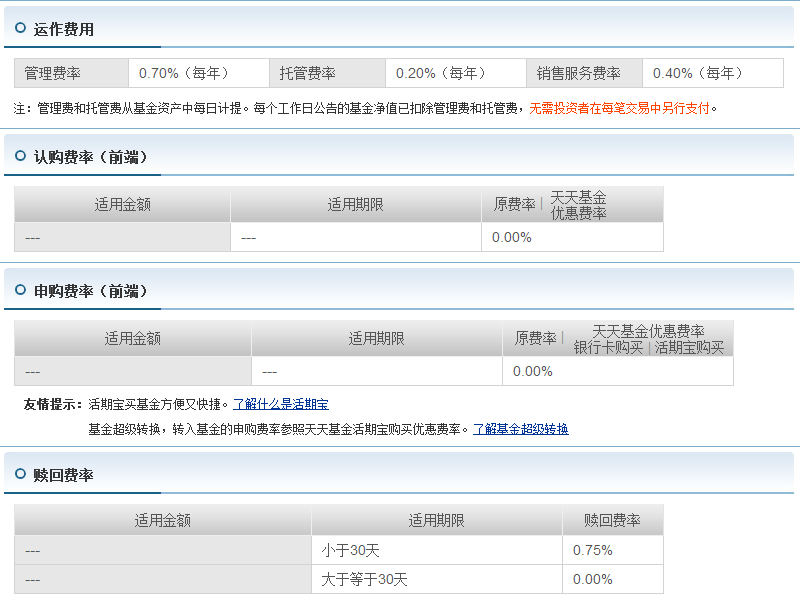 运作费用
管理费率 0.70%（每年） 托管费率 0.20%（每年） 销售服务费率 0.40%（每年）
注：管理费和托管费从基金资产中每日计提。每个工作日公告的基金净值已扣除管理费和托管费，无需投资者在每笔交易中另行支付。
认购费率（前端）
适用金额 适用期限 原费率 | 天天基金
优惠费率
--- --- 0.00%
申购费率（前端）
适用金额 适用期限 原费率 | 天天基金优惠费率
银行卡购买 | 活期宝购买
--- --- 0.00%
友情提示：活期宝买基金方便又快捷。了解什么是活期宝
基金超级转换，转入基金的申购费率参照天天基金活期宝购买优惠费率。了解基金超级转换
赎回费率
适用金额 适用期限 赎回费率
--- 小于30天 0.75%
--- 大于等于30天 0.00%